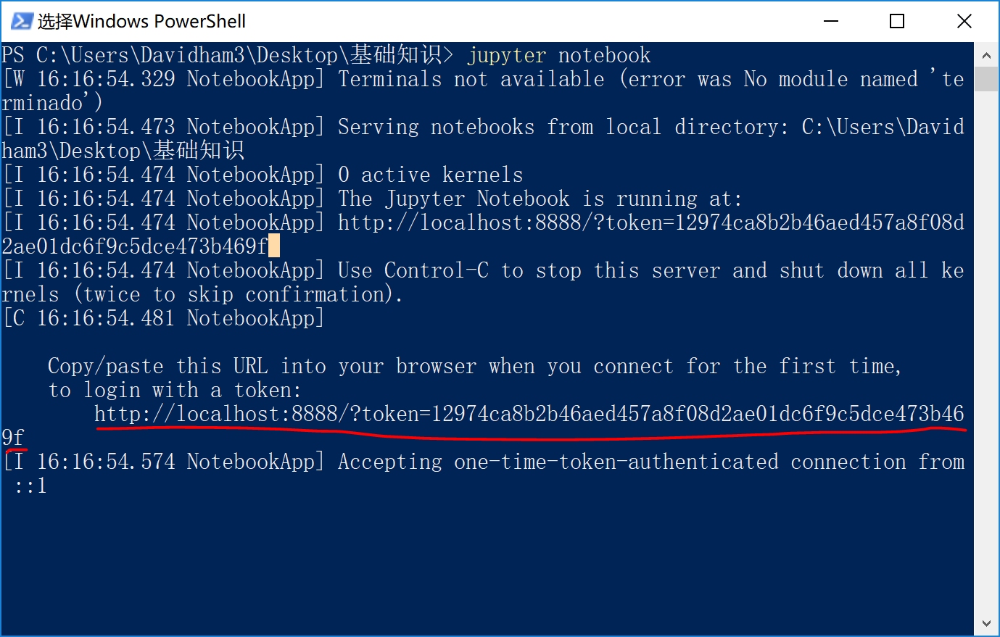 选择Windows PowerShell
PS C:\Users\Davidham3\Desktop\基础知识> jupyter notebook
[W 16:16:54.329 NotebookApp] Terminals not available (error was No module named 'te
rminado')
[I 16:16:54.473 NotebookApp] Serving notebooks from local directory: C:\Users\David
ham3\Desktop\基础知识
[I 16:16:54.474 NotebookApp] 0 active kernels
[I 16:16:54.474 NotebookApp] The Jupyter Notebook is running at:
[I 16:16:54.474 NotebookApp] http://localhost:8888/?token=12974ca8b2b46aed457a8f08d
2ae01dc6f9c5dce473b469f
[I 16:16:54.474 NotebookApp] Use Control-C to stop this server and shut down all ke
rnels (twice to skip confirmation).
[C 16:16:54.481 NotebookApp]
Copy/paste this URL into your browser when you connect for the first time,
to login with a token:
http://localhost:8888/?token=12974ca8b2b46aed457a8f08d2ae01dc6f9c5dce473b46
9f
[I 16:16:54.574 NotebookApp] Accepting one-time-token-authenticated connection from
::1